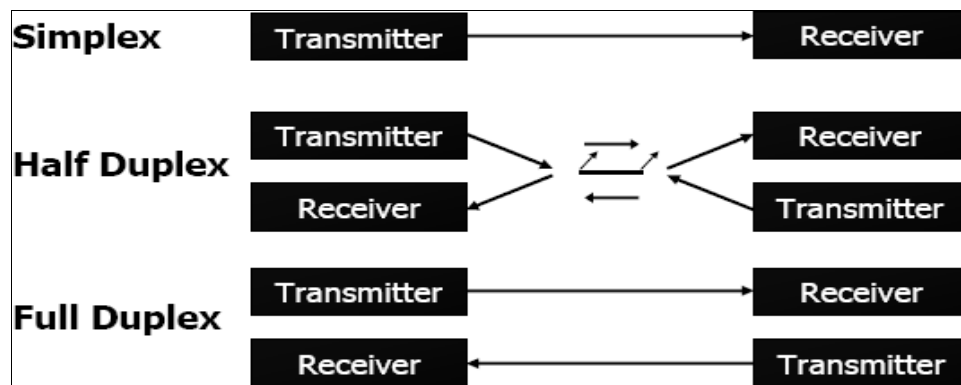 Simplex
Transmitter
Receiver
Half Duplex
Transmitter
Receiver
Receiver
Transmitter
Full Duplex
Transmitter
Receiver
Receiver
Transmitter